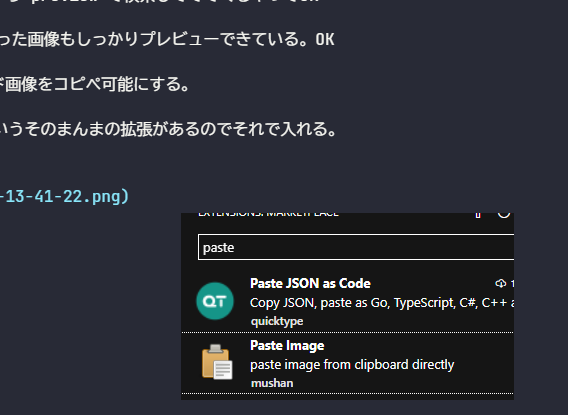 った画像もしっかりプレビューできている。OK
画像をコピペ可能にする。
いうそのまんまの拡張があるのでそれで入れる。
-13-41-22.png)
EXTENSIONS: MARKETPLACE
paste
Paste JSON as Code
Copy JSON, paste as Go, TypeScript, C#, C++
quicktype
QT
Paste Image
paste image from clipboard directly
mushan